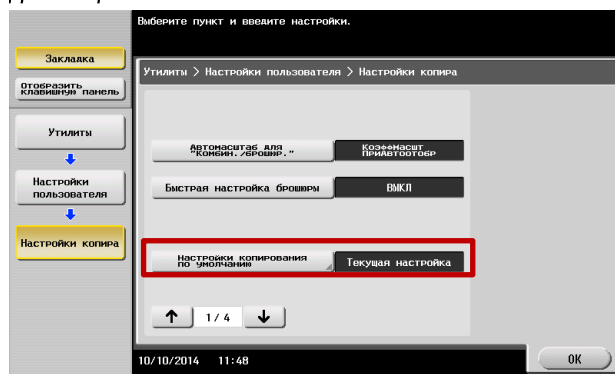 Выберите пункт и введите настройки.
Закладка
Отобразить
клавишную панель
Утилиты > Настройки пользователя > Настройки копира
Утилиты
Настройки
пользователя
Настройки копира
Автомасштаб для
"Комбин./брошюр."
Коэффмасшт
ПриАвтоотобр
Быстрая настройка брошюры
ВЫКЛ
Настройки копирования
по умолчанию
Текущая настройка
1/ 4
10/10/2014 11:48
OK